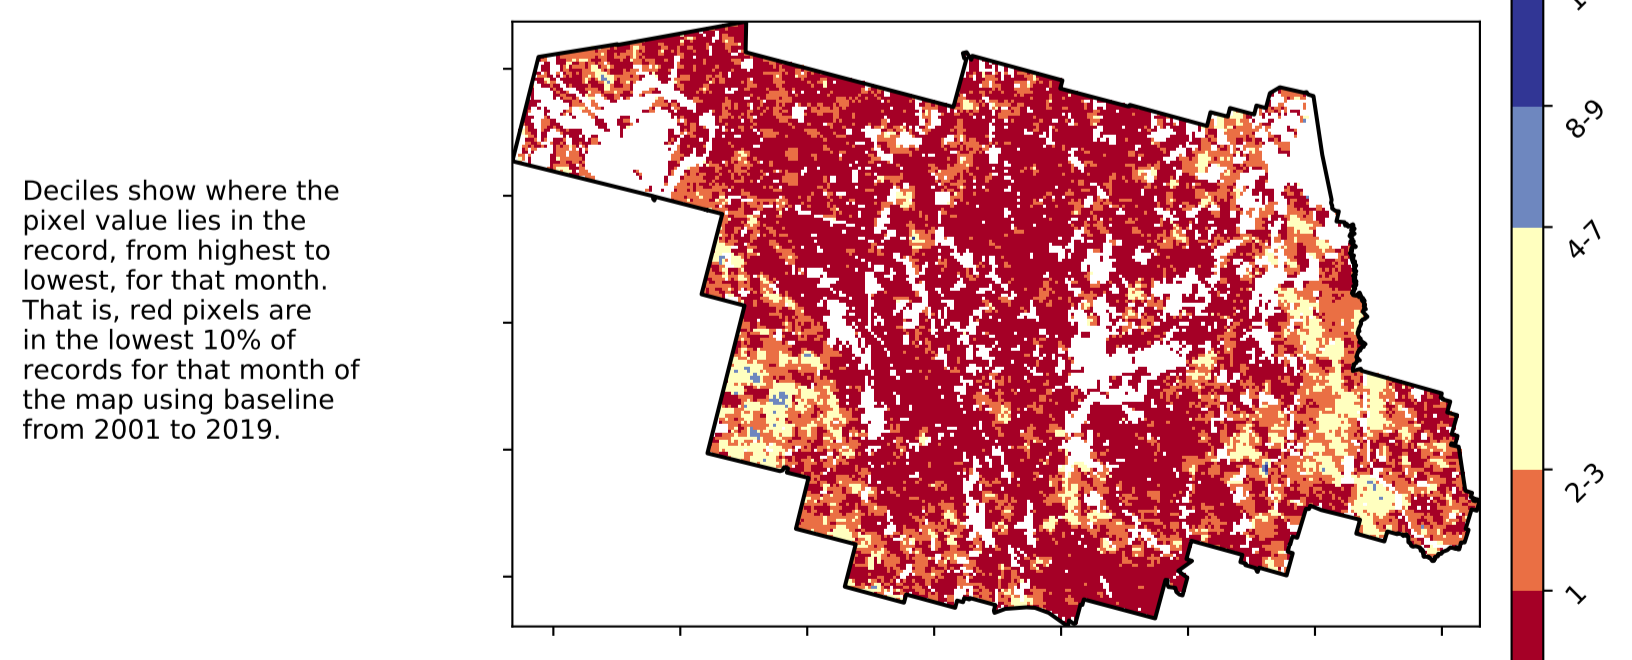 Deciles show where the
pixel value lies in the
record, from highest to
lowest, for that month.
That is, red pixels are
in the lowest 10% of
records for that month of
the map using baseline
from 2001 to 2019.
8-9
4-7
2-3
1